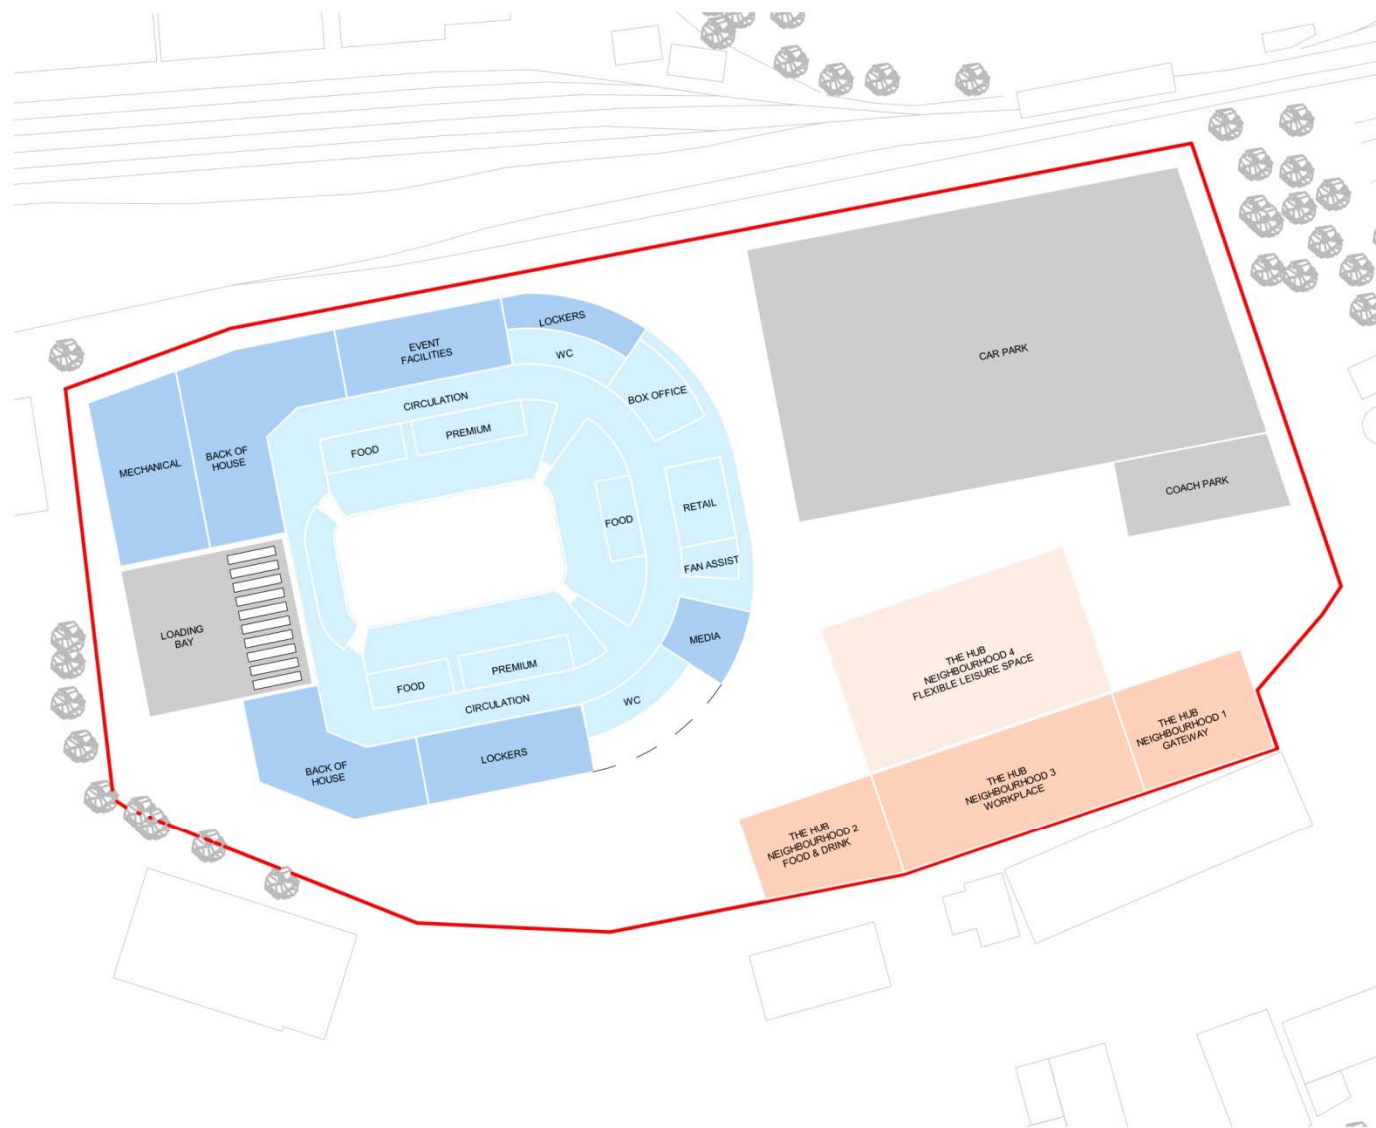 LOCKERS
EVENT
FACILITIES
WC
CAR PARK
BOX OFFICE
CIRCULATION
PREMIUM
FOOD
BACK OF
HOUSE
MECHANICAL
RETAIL
COACH PARK
FOOD
FAN ASSIST
LOADING
BAY
MEDIA
THE HUB
NEIGHBOURHOOD 4
FLEXIBLE LEISURE SPACE
PREMIUM
FOOD
CIRCULATION
WC
THE HUB
NEIGHBOURHOOD 1
GATEWAY
LOCKERS
BACK OF
HOUSE
THE HUB
NEIGHBOURHOOD 3
WORKPLACE
THE HUB
NEIGHBOURHOOD 2
FOOD & DRINK